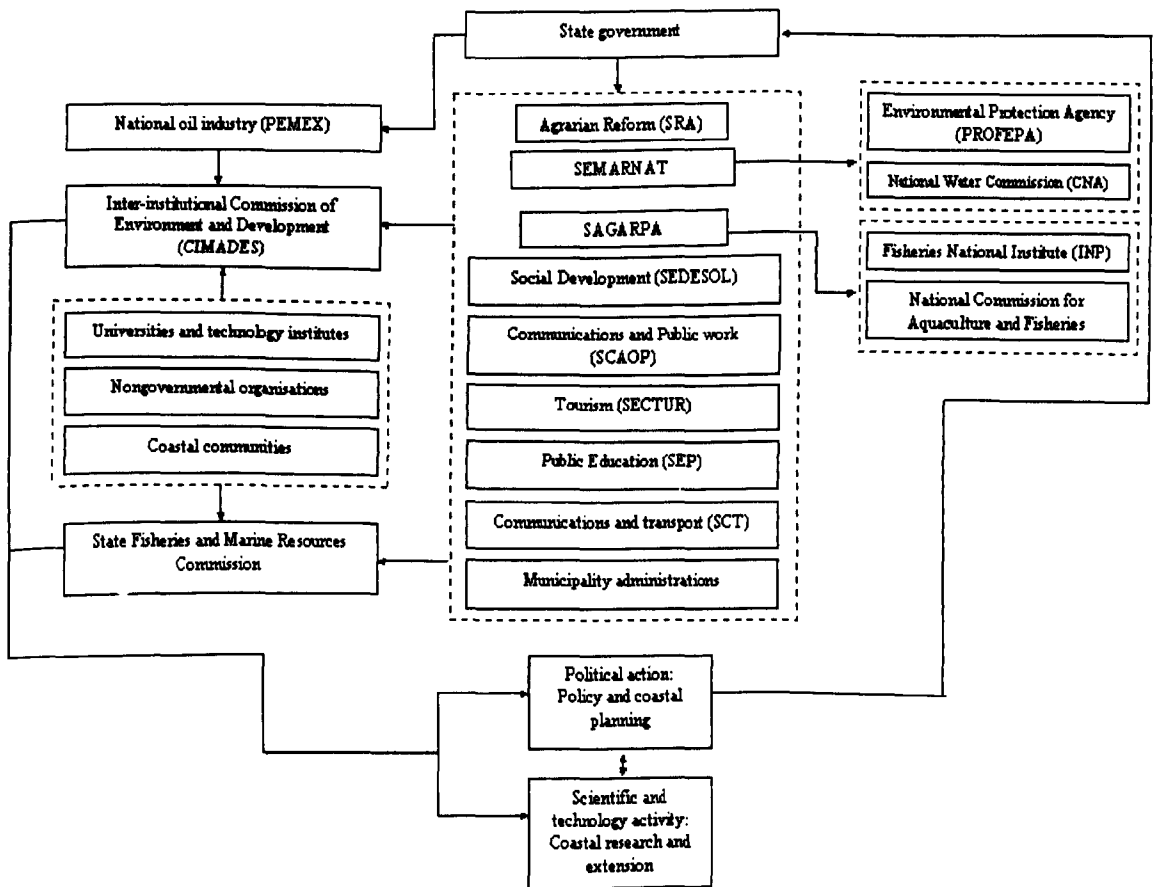 State government
National oil industry (PEMEX)
Inter-institutional Commission of
Environment and Development
(CIMADES)
Universities and technology institutes
Nongovernmental organisations
Coastal communities
State Fisheries and Marine Resources
Commission
Agrarian Reform (SRA)
SEMARNAT
SAGARPA
Social Development (SEDESOL)
Communications and Public work
(SCAOP)
Tourism (SECTUR)
Public Education (SEP)
Communications and transport (SCT)
Municipality administrations
Environmental Protection Agency
(PROFEPA)
National Water Commission (CNA)
Fisheries National Institute (INP)
National Commission for
Aquaculture and Fisheries
Political action:
Policy and coastal
planning
Scientific and
technology activity:
Coastal research and
extension